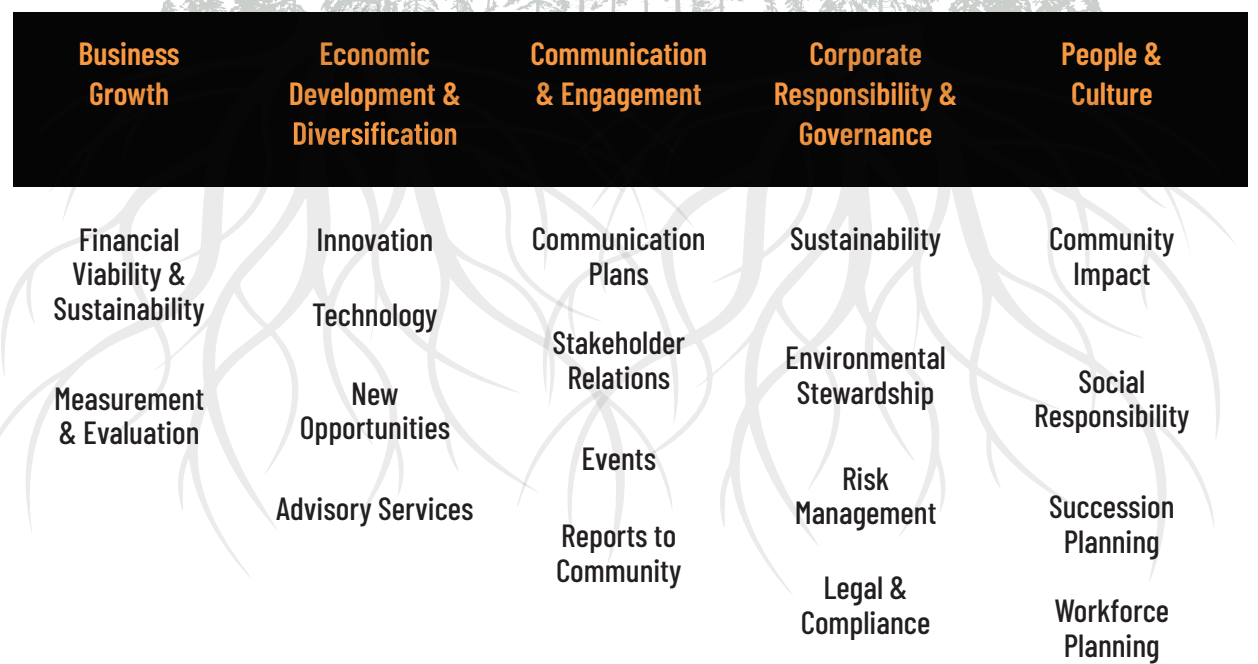 Business
Growth
Economic
Development &
Diversification
Communication
& Engagement
Corporate
Responsibility &
Governance
People &
Culture
Financial
Viability &
Sustainability
Measurement
& Evaluation
Innovation
Technology
New
Opportunities
Advisory Services
Communication
Plans
Stakeholder
Relations
Events
Reports to
Community
Sustainability
Environmental
Stewardship
Risk
Management
Legal &
Compliance
Community
Impact
Social
Responsibility
Succession
Planning
Workforce
Planning